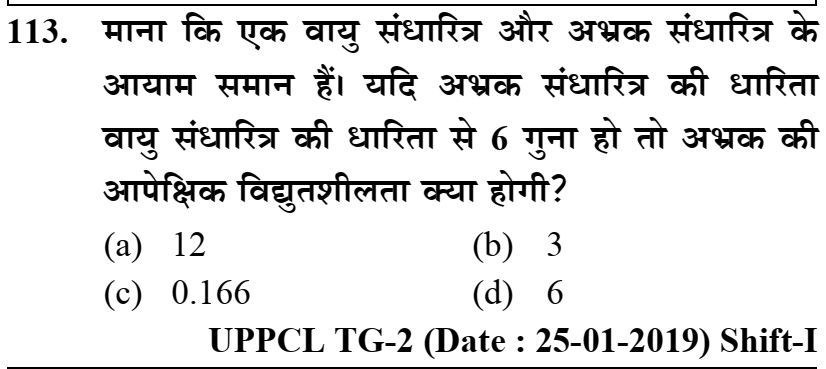 113. माना कि एक वायु संधारित्र और अभ्रक संधारित्र के
आयाम समान हैं। यदि अभ्रक संधारित्र की धारिता
वायु संधारित्र की धारिता से 6 गुना हो तो अभ्रक की
आपेक्षिक विद्युतशीलता क्या होगी?
(a) 12 (b) 3
(c) 0.166 (d) 6
UPPCL TG-2 (Date : 25-01-2019) Shift-I